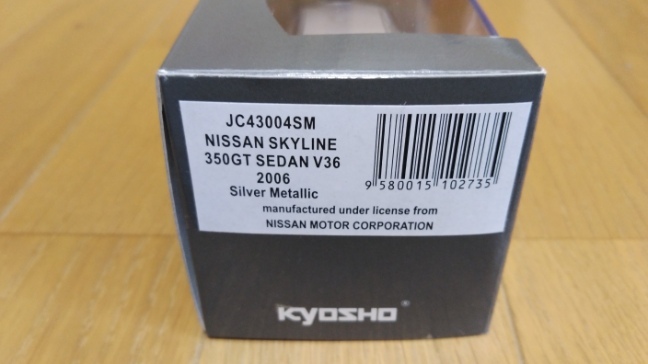 JC43004SM
NISSAN SKYLINE
350GT SEDAN V36
2006
Silver Metallic
9 580015 102735
manufactured under license from
NISSAN MOTOR CORPORATION
KYOSHO®